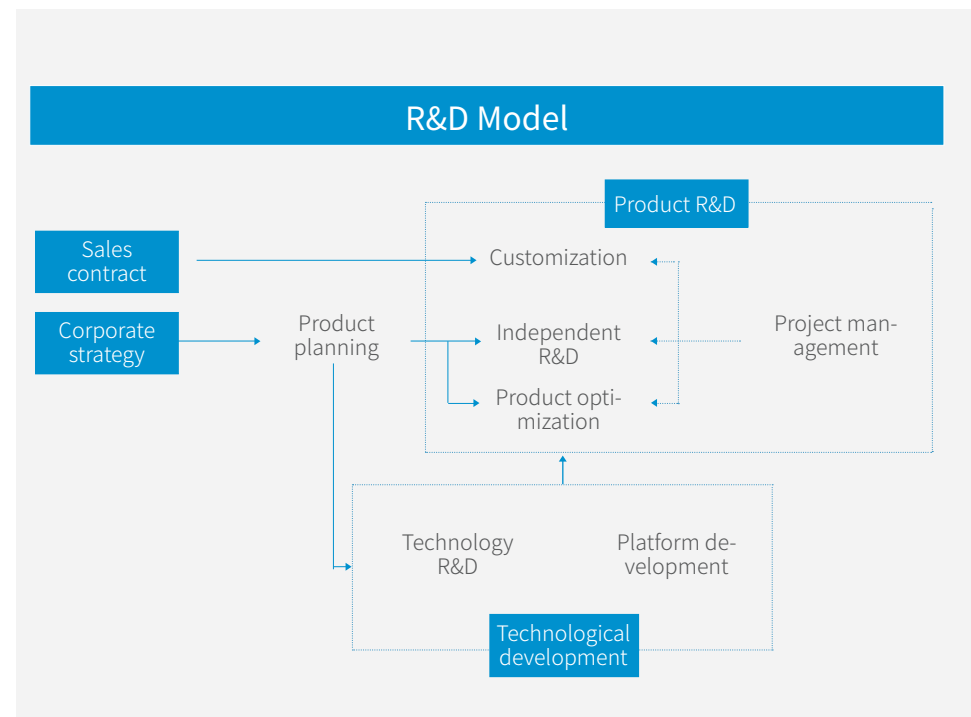 R&D Model
Product R&D
Sales
contract
Customization
Corporate
strategy
Product
planning
Independent
R&D
Project man-
agement
Product opti-
mization
Technology
R&D
Platform de-
velopment
Technological
development